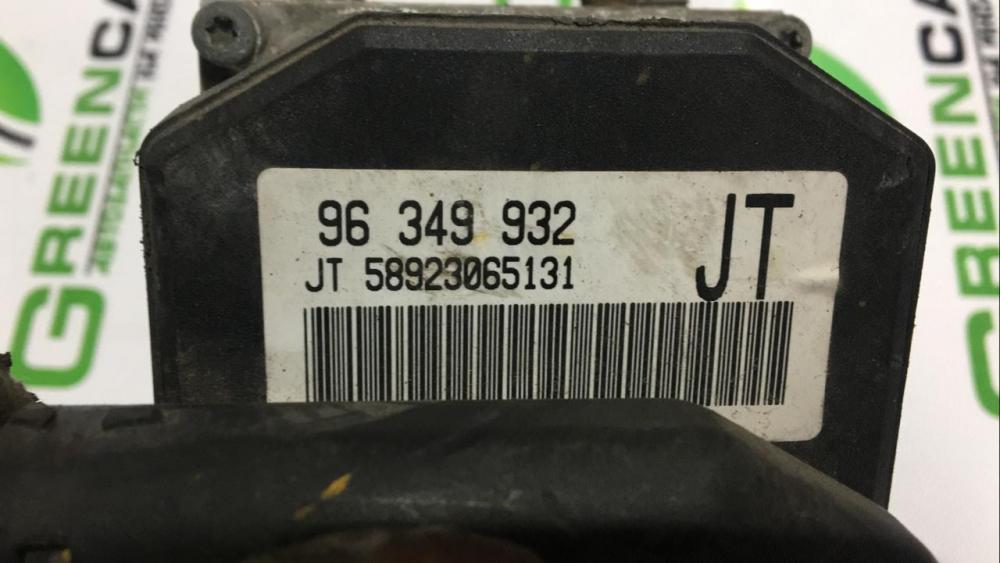 96 349 932
JT
JT 58923065131
GREENCA
GREENCA